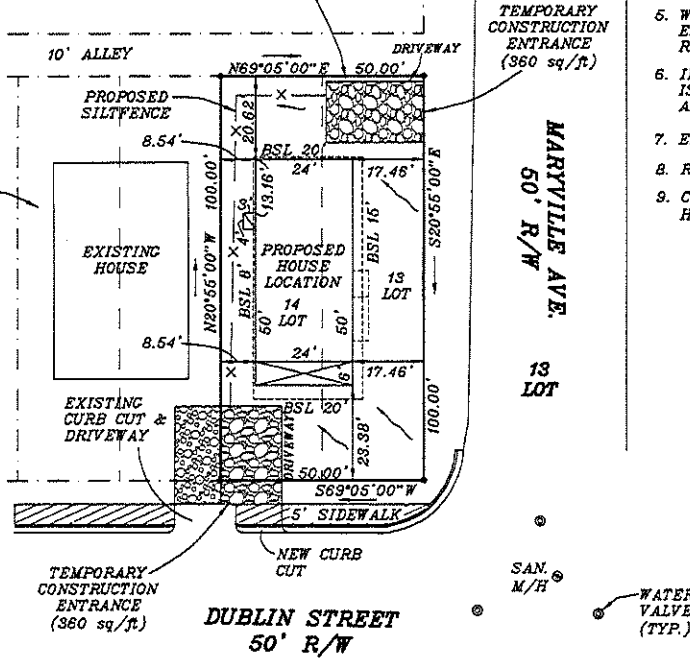 TEMPORARY
CONSTRUCTION
ENTRANCE
(360 sq/ft)
10' ALLEY
N69°05'00"E 50.00'
DRIVEWAY
PROPOSED
SILTFENCE
20.62'
8.54'
BSL 20'
24'
17.46'
100.00'
N20°55'00"W
BSL 8'
13.16'
3'
4'
EXISTING
HOUSE
PROPOSED
HOUSE
LOCATION
14
LOT
50'
50'
BSL 15'
13
LOT
S20°55'00"E
100.00'
MARYVILLE AVE.
50' R/W
13
LOT
8.54'
24'
17.46'
6'
BSL 20'
23.38'
EXISTING
CURB CUT &
DRIVEWAY
DRIVEWAY
50.00'
S69°05'00"W
5' SIDEWALK
NEW CURB
CUT
TEMPORARY
CONSTRUCTION
ENTRANCE
(360 sq/ft)
DUBLIN STREET
50' R/W
SAN.
M/H
WATER
VALVE
(TYP.)
5. W
E
R
6. I
IS
A
7. E
8. R
9. C
H